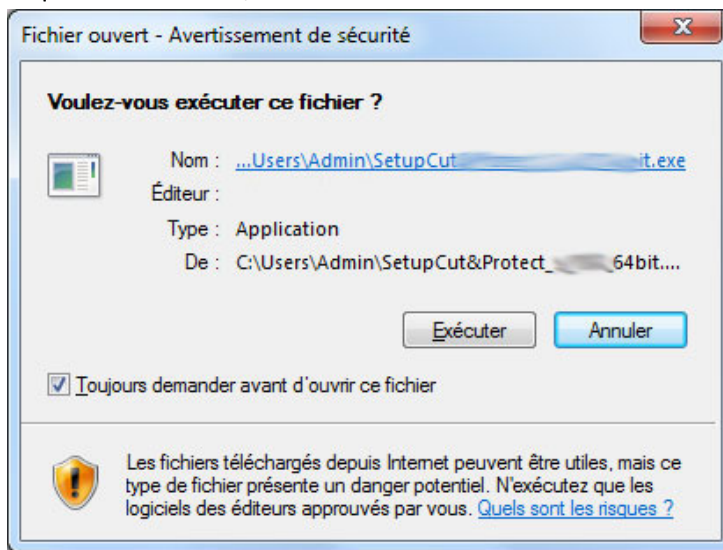 Fichier ouvert - Avertissement de sécurité
Voulez-vous exécuter ce fichier ?
Nom : ...Users\Admin\SetupCut it.exe
Éditeur :
Type : Application
De : C:\Users\Admin\SetupCut&Protect_ _64bit....
Exécuter Annuler
Toujours demander avant d'ouvrir ce fichier
Les fichiers téléchargés depuis Internet peuvent être utiles, mais ce
type de fichier présente un danger potentiel. N'exécutez que les
logiciels des éditeurs approuvés par vous. Quels sont les risques ?